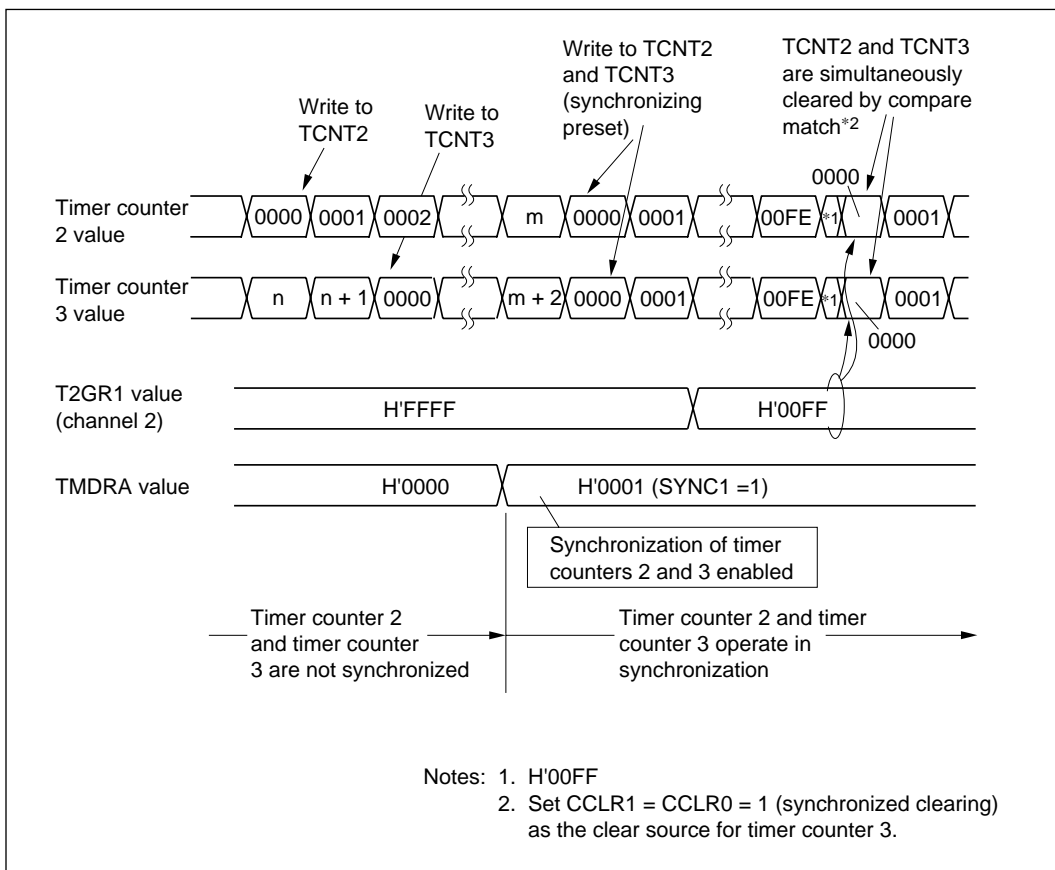 Write to TCNT2
and TCNT3
(synchronizing
preset)
TCNT2 and TCNT3
are simultaneously
cleared by compare
match*2
Write to
TCNT2
Write to
TCNT3
0000
Timer counter
2 value
0000 0001 0002 m 0000 0001 00FE *1 0001
Timer counter
3 value
n n + 1 0000 m + 2 0000 0001 00FE *1 0001
0000
T2GR1 value
(channel 2)
H'FFFF H'00FF
TMDRA value
H'0000 H'0001 (SYNC1 =1)
Synchronization of timer
counters 2 and 3 enabled
Timer counter 2
and timer counter
3 are not synchronized
Timer counter 2 and timer
counter 3 operate in
synchronization
Notes: 1. H'00FF
2. Set CCLR1 = CCLR0 = 1 (synchronized clearing)
as the clear source for timer counter 3.